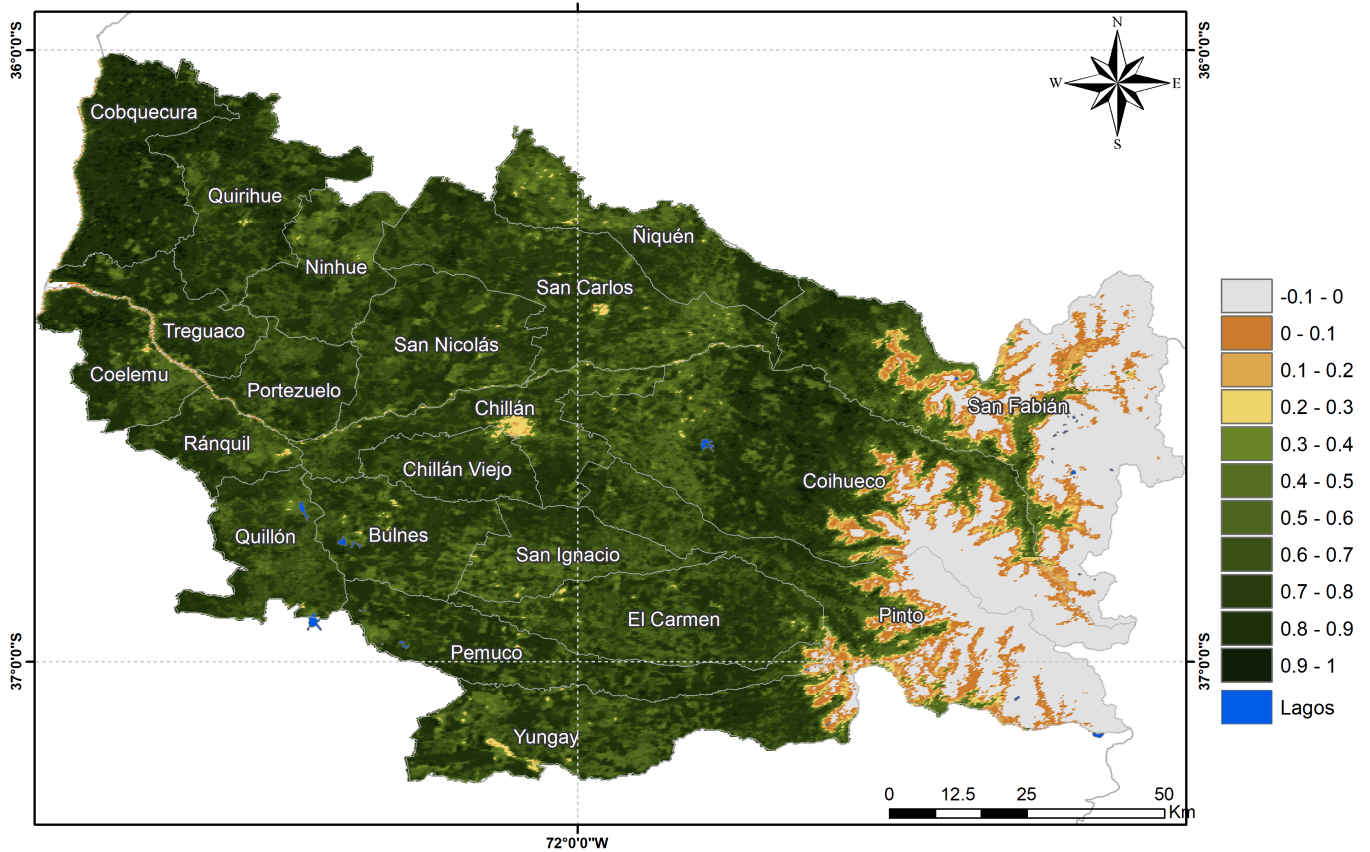 36°0'0"S
36°0'0"S
N
W
E
S
Cobquecura
Quirihue
Ñiquén
Ninhue
San Carlos
-0.1 - 0
0 - 0.1
0.1 - 0.2
0.2 - 0.3
0.3 - 0.4
0.4 - 0.5
0.5 - 0.6
0.6 - 0.7
0.7 - 0.8
0.8 - 0.9
0.9 - 1
Lagos
Treguaco
San Nicolás
Coelemu
Portezuelo
Chillán
San Fabián
Ránquil
Chillán Viejo
Coihueco
Quillón
Bulnes
San Ignacio
El Carmen
Pinto
Pemuco
37°0'0"S
37°0'0"S
Yungay
0
12.5
25
50
Km
72°0'0"W